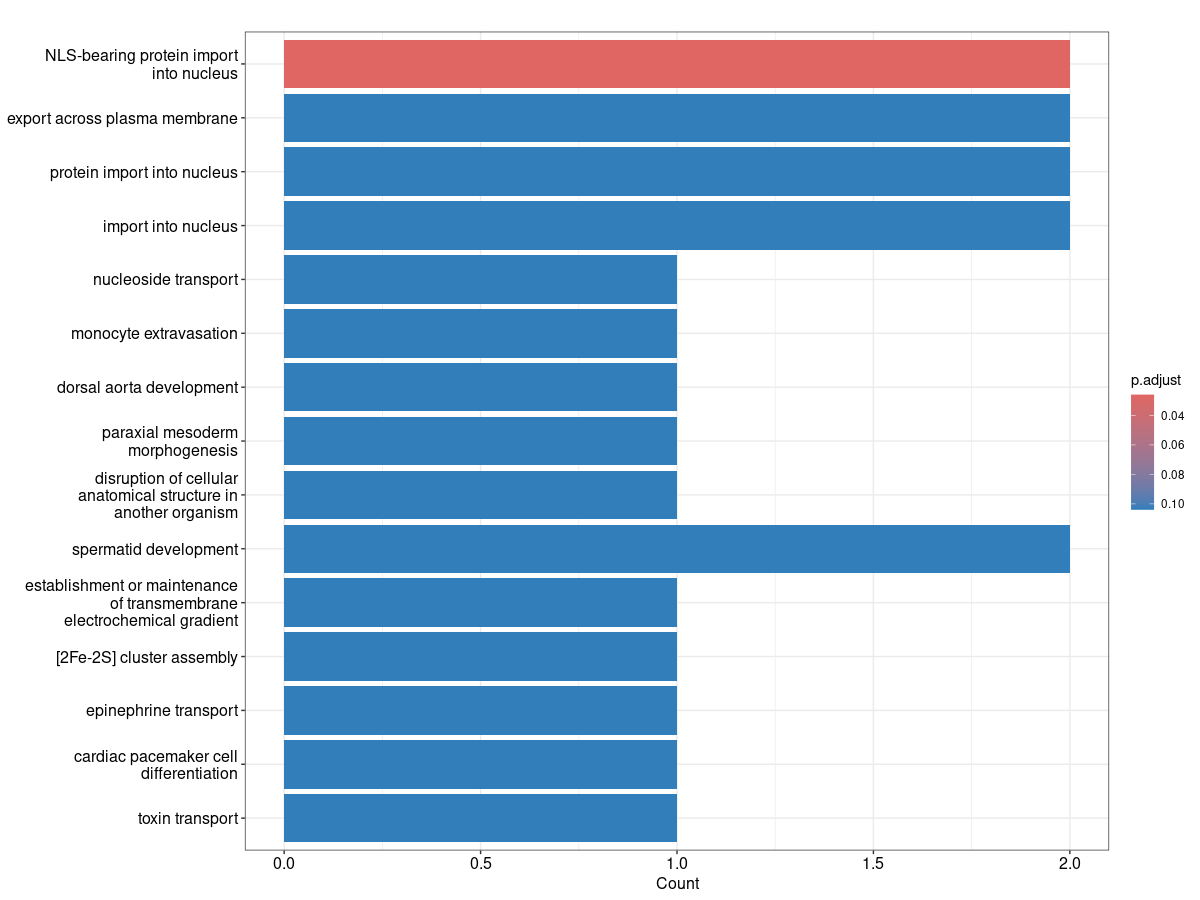 NLS-bearing protein import
into nucleus
export across plasma membrane
protein import into nucleus
import into nucleus
nucleoside transport
monocyte extravasation
dorsal aorta development
paraxial mesoderm
morphogenesis
disruption of cellular
anatomical structure in
another organism
spermatid development
establishment or maintenance
of transmembrane
electrochemical gradient
[2Fe-2S] cluster assembly
epinephrine transport
cardiac pacemaker cell
differentiation
toxin transport
0.0 0.5 1.0 1.5 2.0
Count
p.adjust
0.04
0.06
0.08
0.10